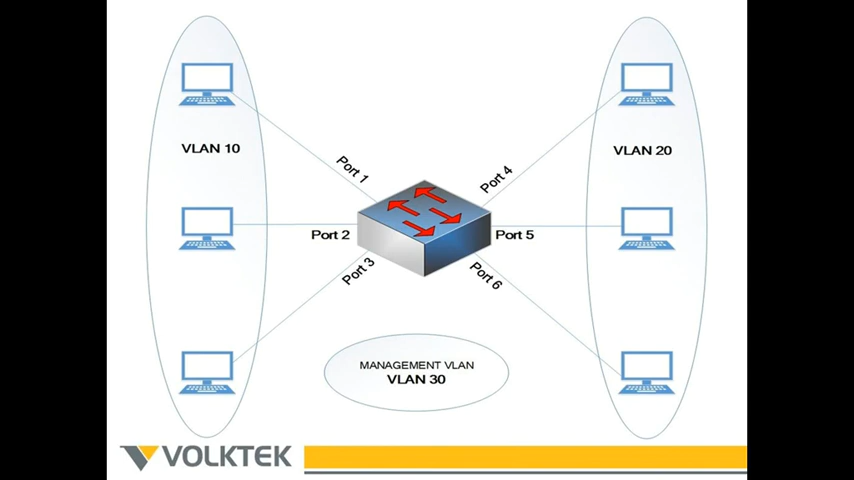 VLAN 10
VLAN 20
Port 1
Port 4
Port 2
Port 5
Port 3
Port 6
MANAGEMENT VLAN
VLAN 30
VOLKTEK